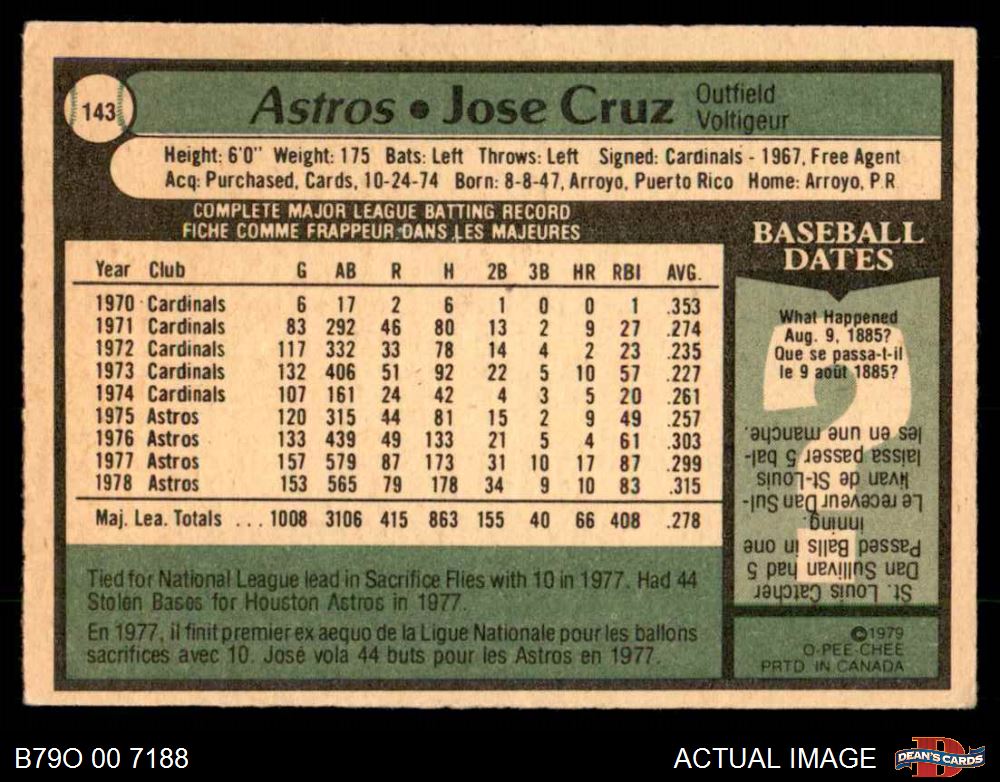 143
Astros • Jose Cruz
Outfield
Voltigeur
Height: 6'0" Weight: 175 Bats: Left Throws: Left Signed: Cardinals - 1967, Free Agent
Acq: Purchased, Cards, 10-24-74 Born: 8-8-47, Arroyo, Puerto Rico Home: Arroyo, P.R
COMPLETE MAJOR LEAGUE BATTING RECORD
FICHE COMME FRAPPEUR DANS LES MAJEURES
Year Club G AB R H 2B 3B HR RBI AVG.
1970 Cardinals 6 17 2 6 1 0 0 1 .353
1971 Cardinals 83 292 46 80 13 2 9 27 .274
1972 Cardinals 117 332 33 78 14 4 2 23 .235
1973 Cardinals 132 406 51 92 22 5 10 57 .227
1974 Cardinals 107 161 24 42 4 3 5 20 .261
1975 Astros 120 315 44 81 15 2 9 49 .257
1976 Astros 133 439 49 133 21 5 4 61 .303
1977 Astros 157 579 87 173 31 10 17 87 .299
1978 Astros 153 565 79 178 34 9 10 83 .315
Maj. Lea. Totals ... 1008 3106 415 863 155 40 66 408 .278
Tied for National League lead in Sacrifice Flies with 10 in 1977. Had 44
Stolen Bases for Houston Astros in 1977.
En 1977, il finit premier ex aequo de la Ligue Nationale pour les ballons
sacrifices avec 10. José vola 44 buts pour les Astros en 1977.
BASEBALL
DATES
What Happened
Aug. 9, 1885?
Que se passa-t-il
le 9 août 1885?
St. Louis Catcher
Dan Sullivan had 5
Passed Balls in one
inning.
Le receveur Dan Sul-
livan de St-Louis
laissa passer 5 bal-
les en une manche.
©1979
O-PEE-CHEE
PRTD. IN CANADA
B79O 00 7188
ACTUAL IMAGE
DEAN'S CARDS